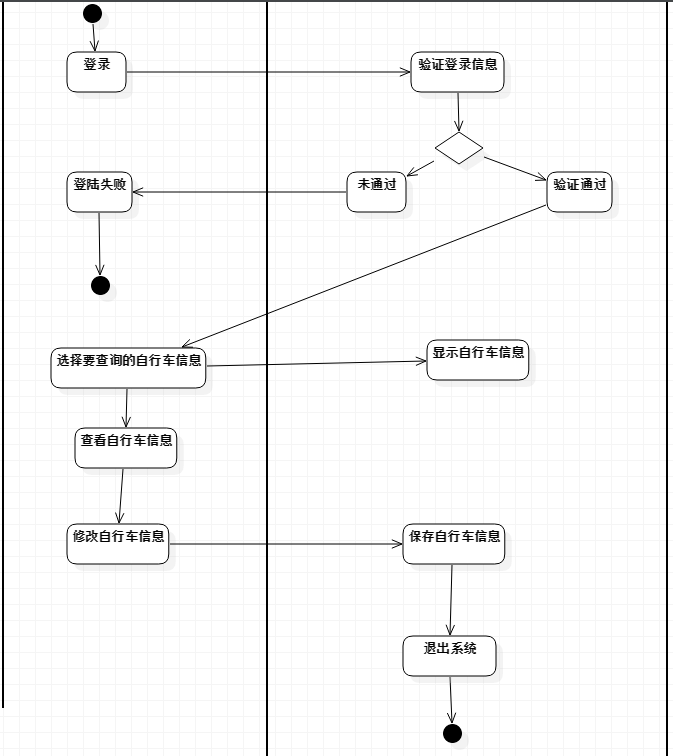 登录
验证登录信息
登陆失败
未通过
验证通过
选择要查询的自行车信息
显示自行车信息
查看自行车信息
修改自行车信息
保存自行车信息
退出系统